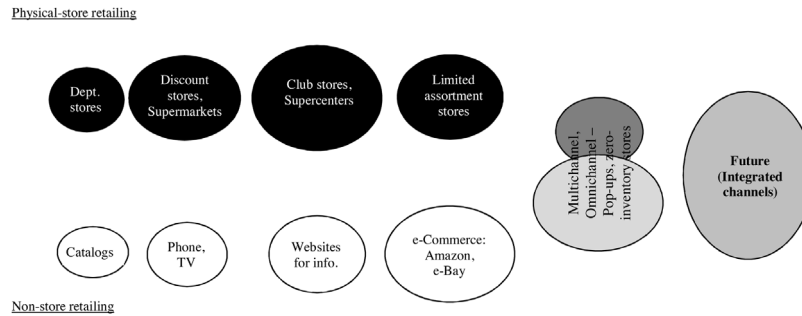 Physical-store retailing
Dept.
stores
Discount
stores,
Supermarkets
Club stores,
Supercenters
Limited
assortment
stores
Multichannel,
Omnichannel –
Pop-ups, zero-
inventory stores
Future
(Integrated
channels)
Catalogs
Phone,
TV
Websites
for info.
e-Commerce:
Amazon,
e-Bay
Non-store retailing